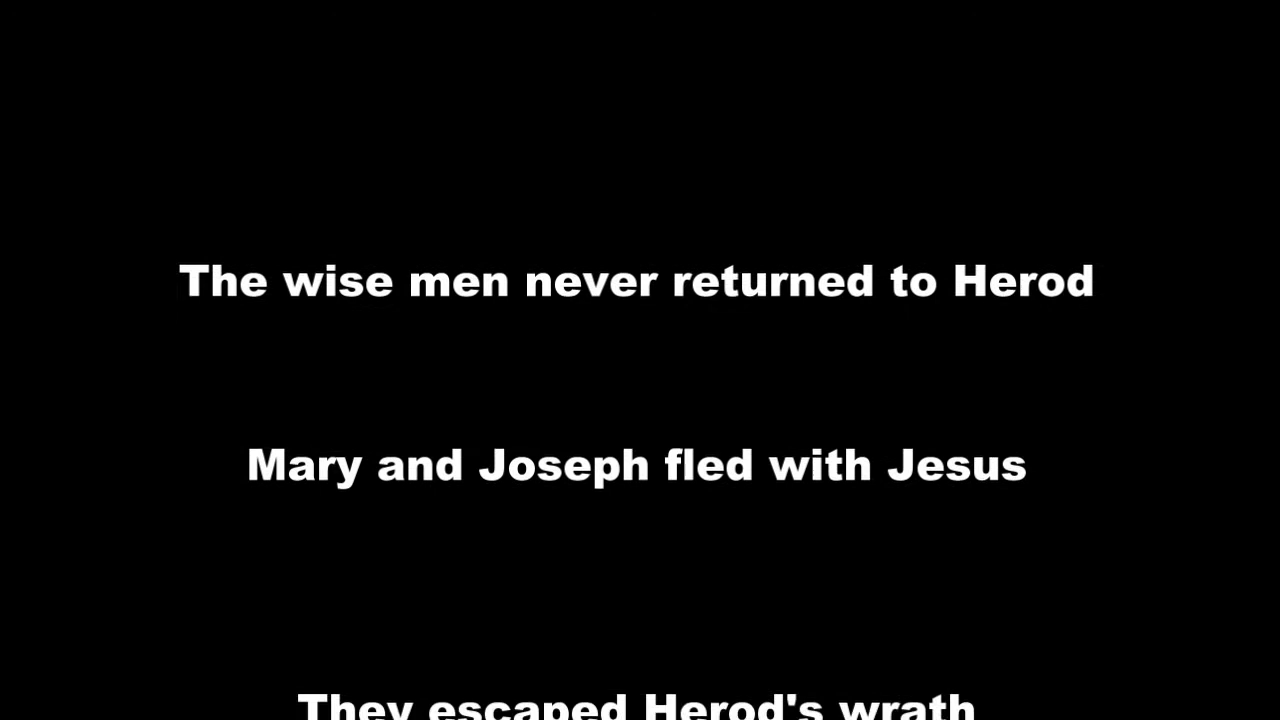 The wise men never returned to Herod
Mary and Joseph fled with Jesus
They escaped Herod's wrath